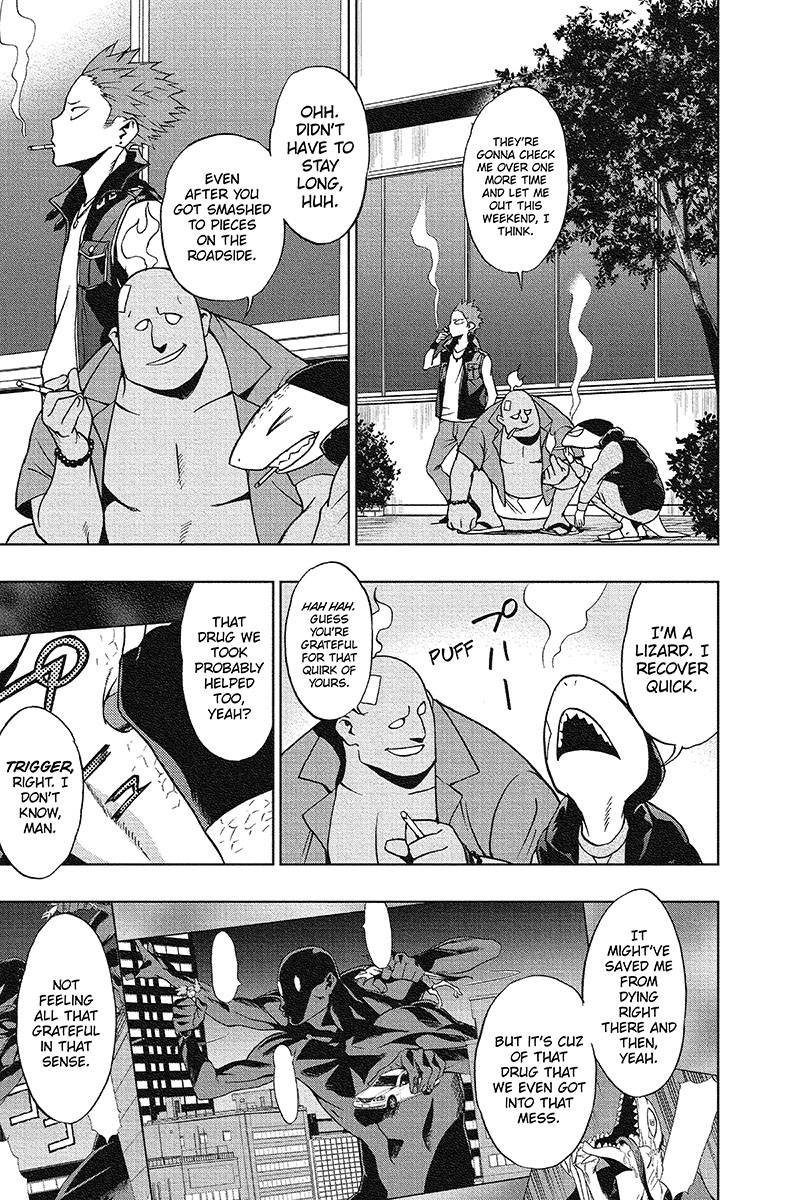 THEY'RE
GONNA CHECK
ME OVER ONE
MORE TIME
AND LET ME
OUT THIS
WEEKEND, I
THINK.
OHH.
DIDN'T
HAVE TO
STAY
LONG,
HUH.
EVEN
AFTER YOU
GOT SMASHED
TO PIECES
ON THE
ROADSIDE.
I'M A
LIZARD. I
RECOVER
QUICK.
プハー
PUFF
HAH HAH.
GUESS
YOU'RE
GRATEFUL
FOR THAT
QUIRK OF
YOURS.
THAT
DRUG WE
TOOK
PROBABLY
HELPED
TOO,
YEAH?
TRIGGER,
RIGHT. I
DON'T
KNOW,
MAN.
IT
MIGHT'VE
SAVED ME
FROM
DYING
RIGHT
THERE AND
THEN,
YEAH.
BUT IT'S CUZ
OF THAT
DRUG THAT
WE EVEN GOT
INTO THAT
MESS.
NOT
FEELING
ALL THAT
GRATEFUL
IN THAT
SENSE.